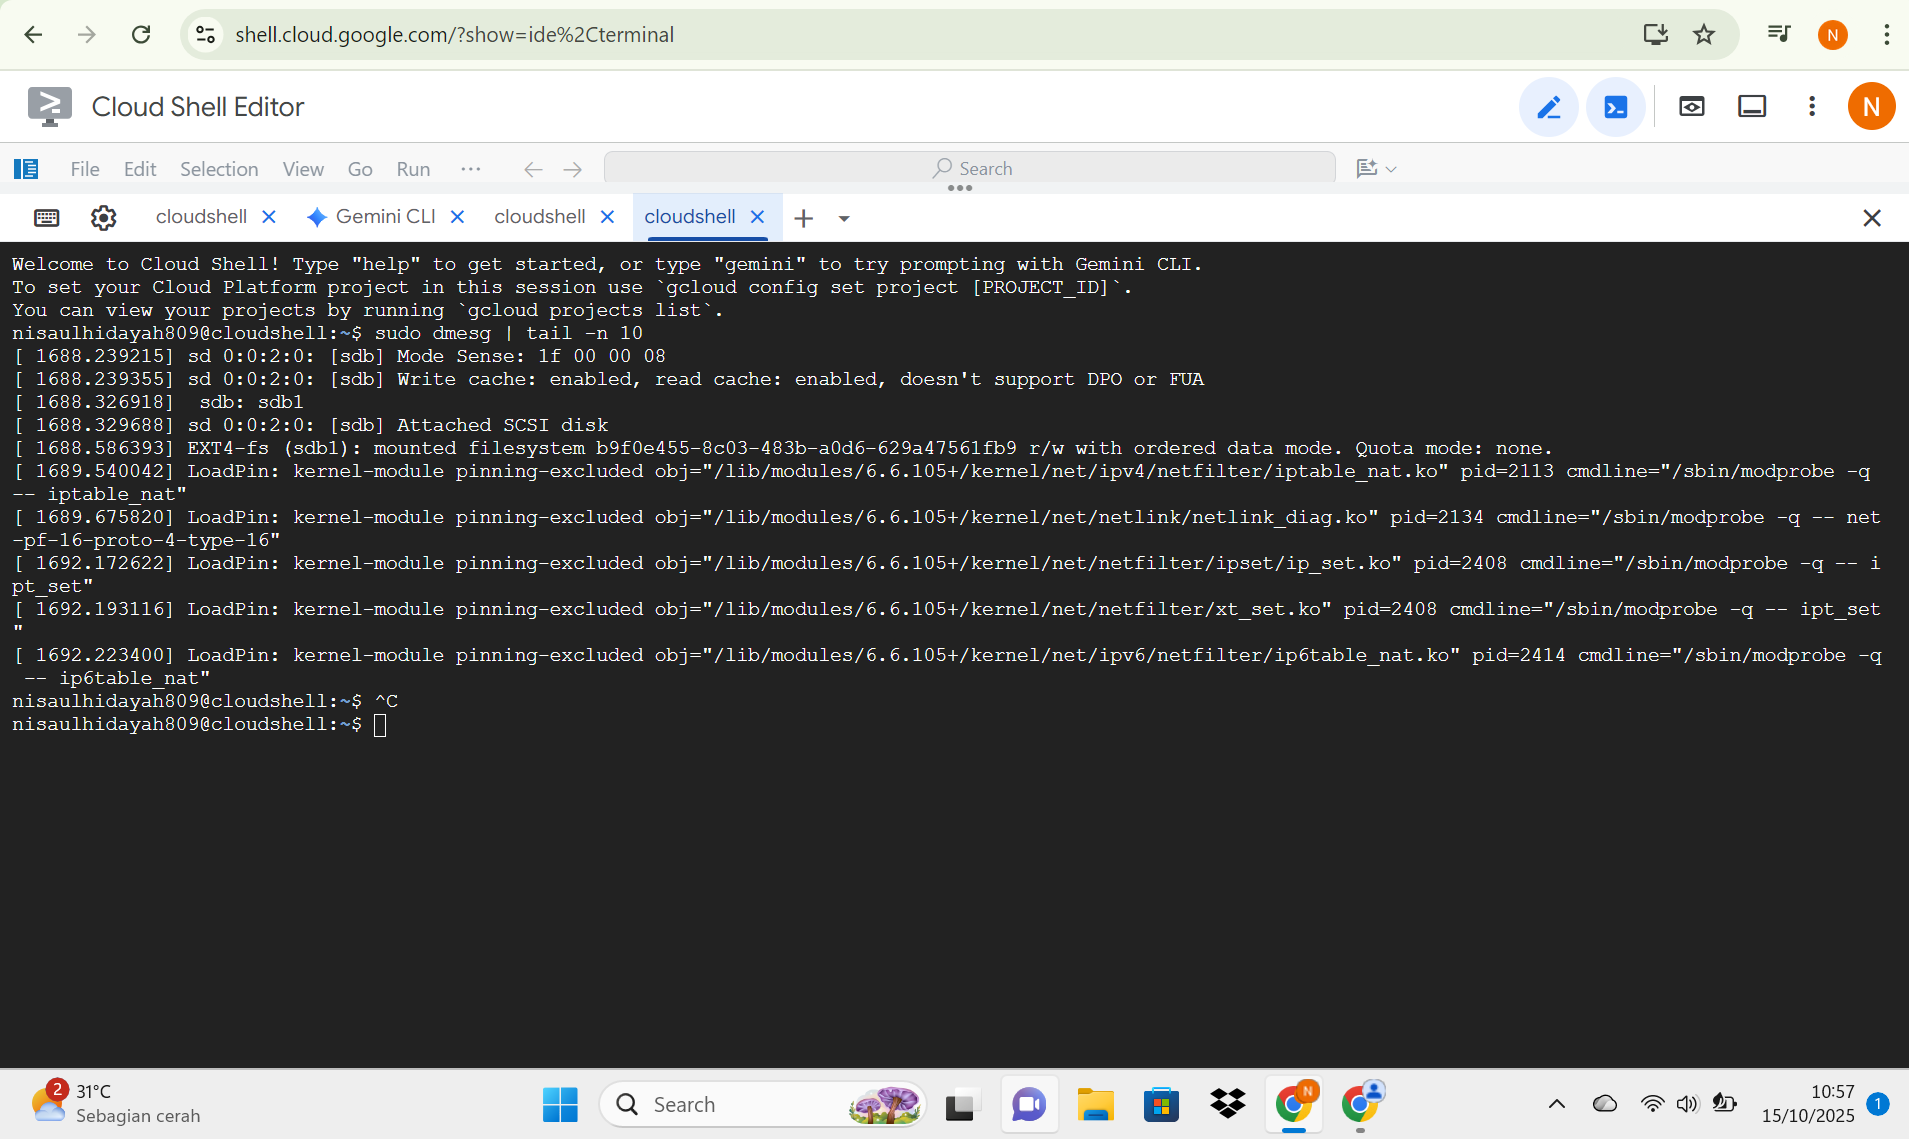 shell.cloud.google.com/?show=ide%2Cterminal
N
Cloud Shell Editor
N
File Edit Selection View Go Run ··· Search
cloudshell Gemini CLI cloudshell cloudshell
Welcome to Cloud Shell! Type "help" to get started, or type "gemini" to try prompting with Gemini CLI.
To set your Cloud Platform project in this session use `gcloud config set project [PROJECT_ID]`.
You can view your projects by running `gcloud projects list`.
nisaulhidayah809@cloudshell:~$ sudo dmesg | tail -n 10
[ 1688.239215] sd 0:0:2:0: [sdb] Mode Sense: 1f 00 00 08
[ 1688.239355] sd 0:0:2:0: [sdb] Write cache: enabled, read cache: enabled, doesn't support DPO or FUA
[ 1688.326918]  sdb: sdb1
[ 1688.329688] sd 0:0:2:0: [sdb] Attached SCSI disk
[ 1688.586393] EXT4-fs (sdb1): mounted filesystem b9f0e455-8c03-483b-a0d6-629a47561fb9 r/w with ordered data mode. Quota mode: none.
[ 1689.540042] LoadPin: kernel-module pinning-excluded obj="/lib/modules/6.6.105+/kernel/net/ipv4/netfilter/iptable_nat.ko" pid=2113 cmdline="/sbin/modprobe -q
-- iptable_nat"
[ 1689.675820] LoadPin: kernel-module pinning-excluded obj="/lib/modules/6.6.105+/kernel/net/netlink/netlink_diag.ko" pid=2134 cmdline="/sbin/modprobe -q -- net
-pf-16-proto-4-type-16"
[ 1692.172622] LoadPin: kernel-module pinning-excluded obj="/lib/modules/6.6.105+/kernel/net/netfilter/ipset/ip_set.ko" pid=2408 cmdline="/sbin/modprobe -q -- i
pt_set"
[ 1692.193116] LoadPin: kernel-module pinning-excluded obj="/lib/modules/6.6.105+/kernel/net/netfilter/xt_set.ko" pid=2408 cmdline="/sbin/modprobe -q -- ipt_set
"
[ 1692.223400] LoadPin: kernel-module pinning-excluded obj="/lib/modules/6.6.105+/kernel/net/ipv6/netfilter/ip6table_nat.ko" pid=2414 cmdline="/sbin/modprobe -q
 -- ip6table_nat"
nisaulhidayah809@cloudshell:~$ ^C
nisaulhidayah809@cloudshell:~$
2
31°C
Sebagian cerah
Search
N
10:57
15/10/2025
1